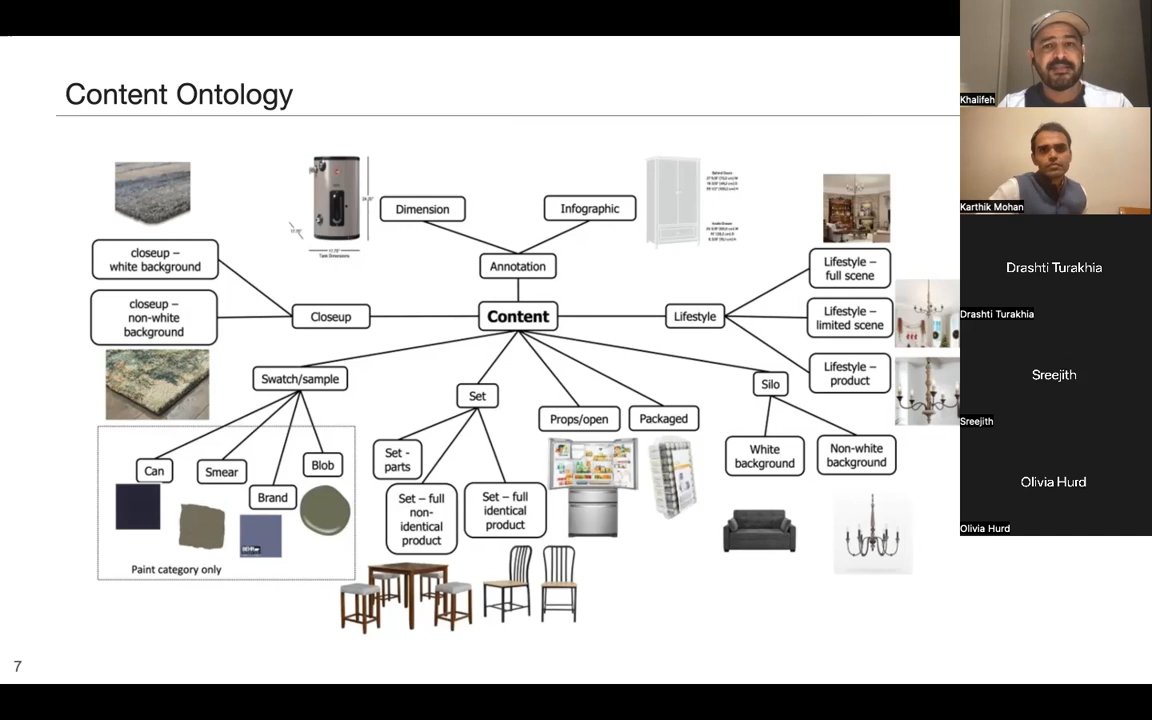 Content Ontology
Khalifeh
Karthik Mohan
Drashti Turakhia
Drashti Turakhia
Sreejith
Sreejith
Olivia Hurd
Olivia Hurd
Dimension
Infographic
Tank Dimensions
Annotation
closeup –
white background
closeup –
non-white
background
Closeup
Content
Lifestyle
Lifestyle –
full scene
Lifestyle –
limited scene
Lifestyle –
product
Swatch/sample
Set
Props/open
Packaged
Silo
Can
Smear
Brand
Blob
BEHR
Paint category only
Set -
parts
Set – full
non-
identical
product
Set – full
identical
product
White
background
Non-white
background
7